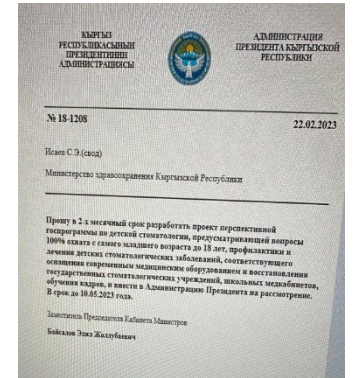 КЫРГЫЗ
РЕСПУБЛИКАСЫНЫН
ПРЕЗИДЕНТИНИН
АДМИНИСТРАЦИЯСЫ
АДМИНИСТРАЦИЯ
ПРЕЗИДЕНТА КЫРГЫЗСКОЙ
РЕСПУБЛИКИ
№ 18-1208
22.02.2023
Исаев С.Э.(свод)
Министерство здравоохранения Кыргызской Республики
Прошу в 2-х месячный срок разработать проект перспективной
госпрограммы по детской стоматологии, предусматривающей вопросы
100% охвата с самого младшего возраста до 18 лет, профилактики и
лечения детских стоматологических заболеваний, соответствующего
оснащения современным медицинским оборудованием и восстановления
государственных стоматологических учреждений, школьных медкабинетов,
обучения кадров, и внести в Администрацию Президента на рассмотрение.
В срок до 10.05.2023 года.
Заместитель Председателя Кабинета Министров
Байсалов Эдил Жолдубаевич